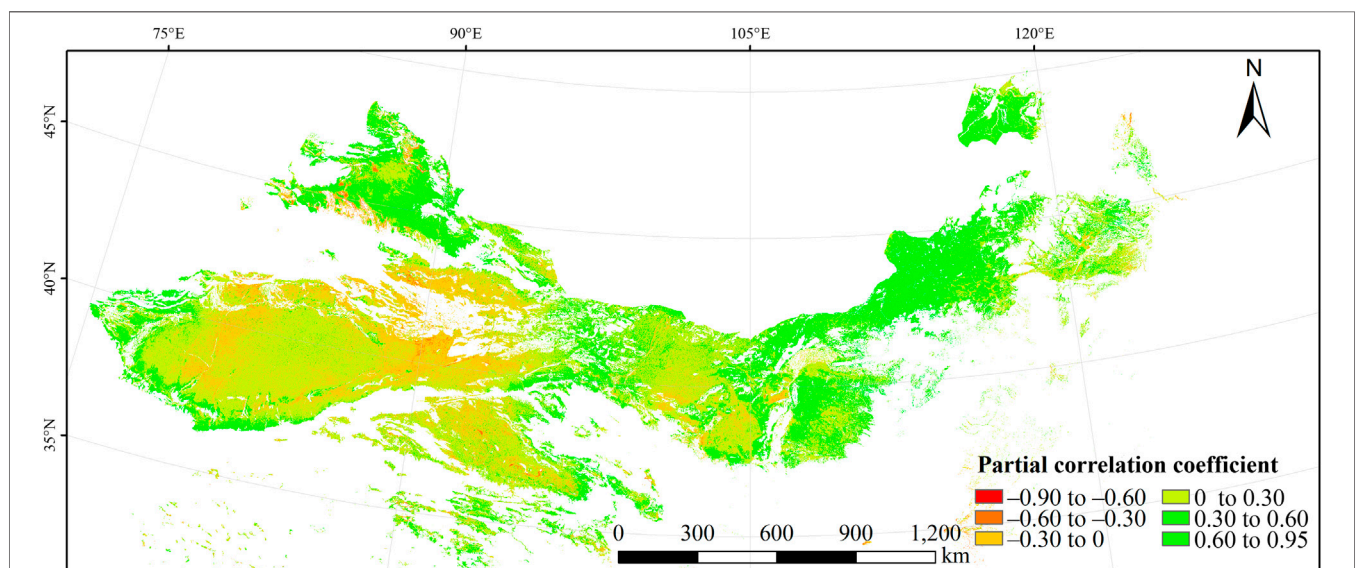 75°E 90°E 105°E 120°E
N
45°N
40°N
35°N
Partial correlation coefficient
–0.90 to –0.60 0 to 0.30
–0.60 to –0.30 0.30 to 0.60
–0.30 to 0 0.60 to 0.95
0 300 600 900 1,200
km